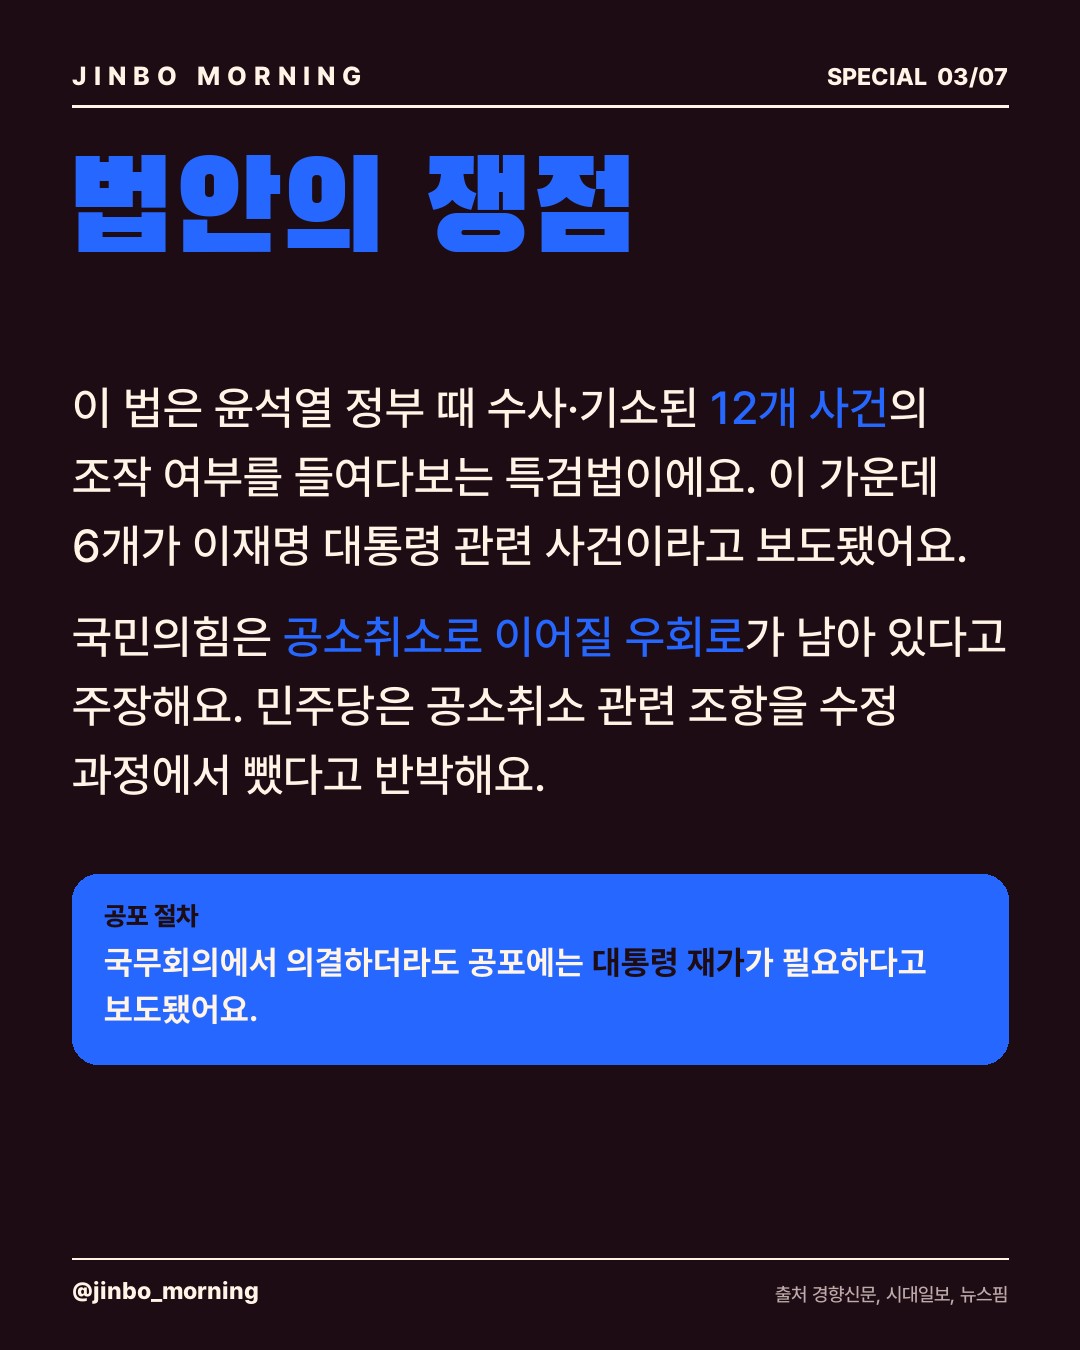 JINBO MORNING
SPECIAL 03/07
법안의 쟁점
이 법은 윤석열 정부 때 수사·기소된 12개 사건의
조작 여부를 들여다보는 특검법이에요. 이 가운데
6개가 이재명 대통령 관련 사건이라고 보도됐어요.
국민의힘은 공소취소로 이어질 우회로가 남아 있다고
주장해요. 민주당은 공소취소 관련 조항을 수정
과정에서 뺐다고 반박해요.
공포 절차
국무회의에서 의결하더라도 공포에는 대통령 재가가 필요하다고
보도됐어요.
@jinbo_morning
출처 경향신문, 시대일보, 뉴스핌